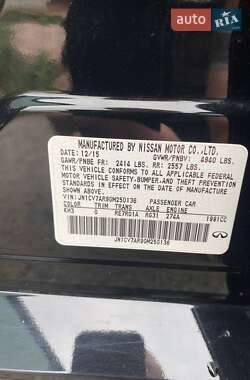 AUTO
RIA
.com
MANUFACTURED BY NISSAN MOTOR CO.,LTD.
DATE: 12/15 GVWR/PNBV: 4940 LBS.
GAWR/PNBE FR: 2414 LBS. RR: 2557 LBS.
THIS VEHICLE CONFORMS TO ALL APPLICABLE FEDERAL
MOTOR VEHICLE SAFETY,BUMPER,AND THEFT
PREVENTION STANDARDS IN EFFECT ON THE DATE
OF MANUFACTURE SHOWN ABOVE.
VIN:JN1CV7AR9GM250136 PASSENGER CAR
COLOR TRIM TRANS AXLE ENGINE
KH3 G RE7R01A RG31 274A 1991CC
JN1CV7AR9GM250136